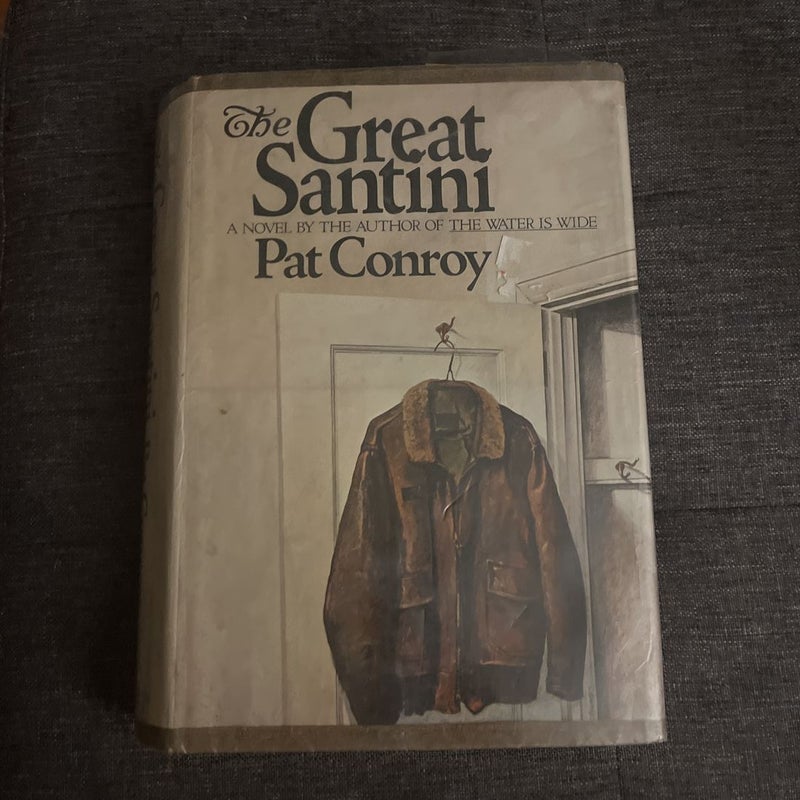 The Great
Santini
A NOVEL BY THE AUTHOR OF THE WATER IS WIDE
Pat Conroy